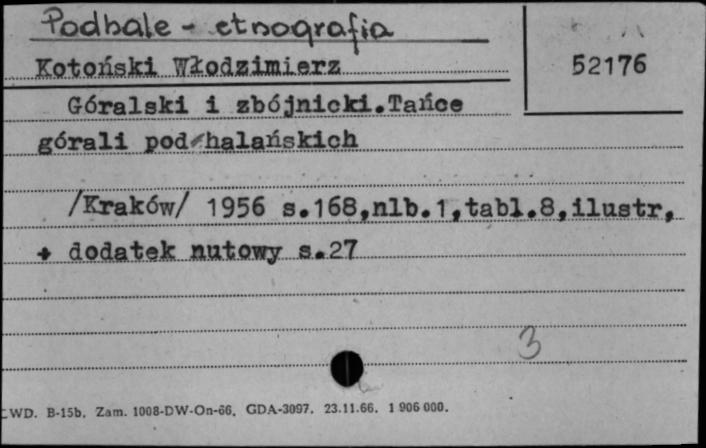 Podhale - etnografia
Kotoński Włodzimierz
52176
Góralski i zbójnicki.Tańce
górali podhalańskich
/Kraków/ 1956 s.168,nlb.1,tabl.8,ilustr,
+ dodatek nutowy s.27
3
WD. B-15b. Zam. 1008-DW-On-66. GDA-3097. 23.11.66. 1 906 000.